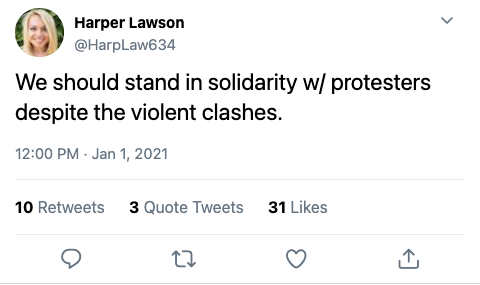 Harper Lawson
@HarpLaw634
We should stand in solidarity w/ protesters
despite the violent clashes.
12:00 PM · Jan 1, 2021
10 Retweets 3 Quote Tweets 31 Likes